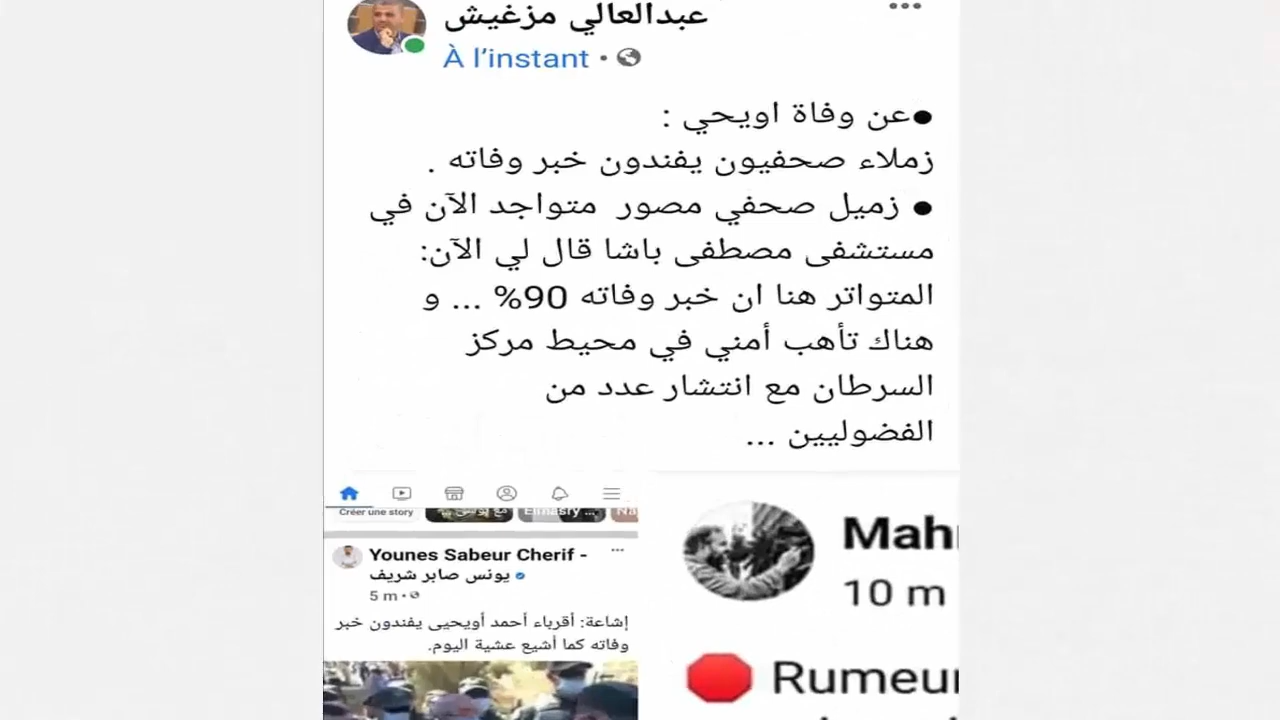 عبدالعالي مزغيش
À l’instant
●عن وفاة اويحي :
زملاء صحفيون يفندون خبر وفاته .
● زميل صحفي مصور متواجد الآن في
مستشفى مصطفى باشا قال لي الآن:
المتواتر هنا ان خبر وفاته 90% ... و
هناك تأهب أمني في محيط مركز
السرطان مع انتشار عدد من
الفضوليين ...
Créer une story
Elmasry ...
Younes Sabeur Cherif -
يونس صابر شريف
5 m
إشاعة: أقرباء أحمد أويحيى يفندون خبر
وفاته كما أشيع عشية اليوم.
Mah
10 m
Rumeu